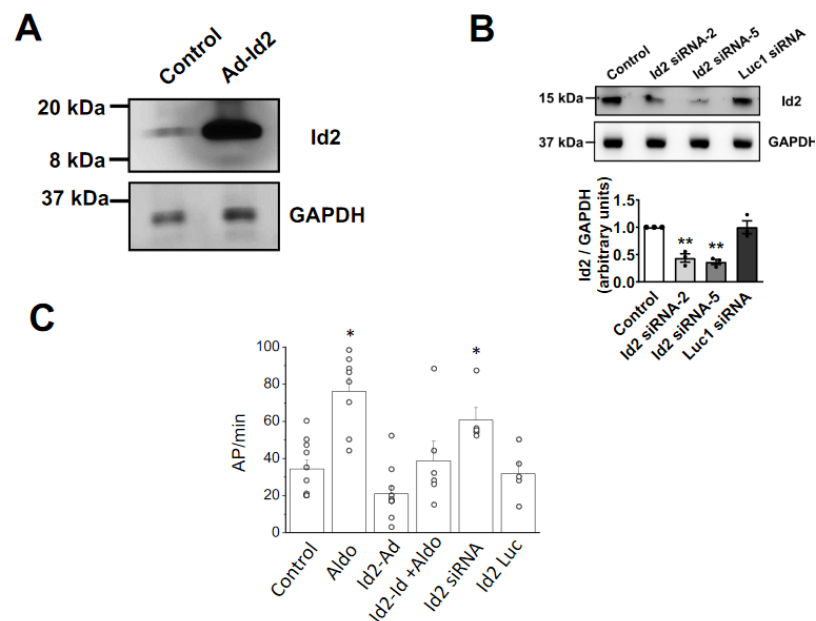 A
Control
Ad-Id2
20 kDa
8 kDa
Id2
37 kDa
GAPDH
B
Control
Id2 siRNA-2
Id2 siRNA-5
Luc1 siRNA
15 kDa
Id2
37 kDa
GAPDH
Id2 / GAPDH
(arbitrary units)
1.5
1.0
0.5
0.0
**
**
Control
Id2 siRNA-2
Id2 siRNA-5
Luc1 siRNA
C
AP/min
100
80
60
40
20
0
*
*
Control
Aldo
Id2-Ad
Id2-Id +Aldo
Id2 siRNA
Id2 Luc